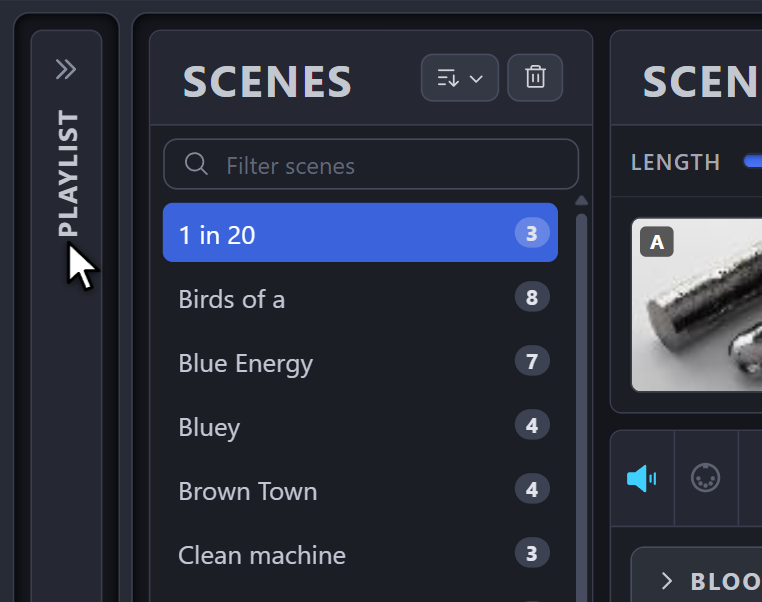 PLAYLIST
SCENES
Filter scenes
1 in 20 3
Birds of a 8
Blue Energy 7
Bluey 4
Brown Town 4
Clean machine 3
SCEN
LENGTH
A
BLOO